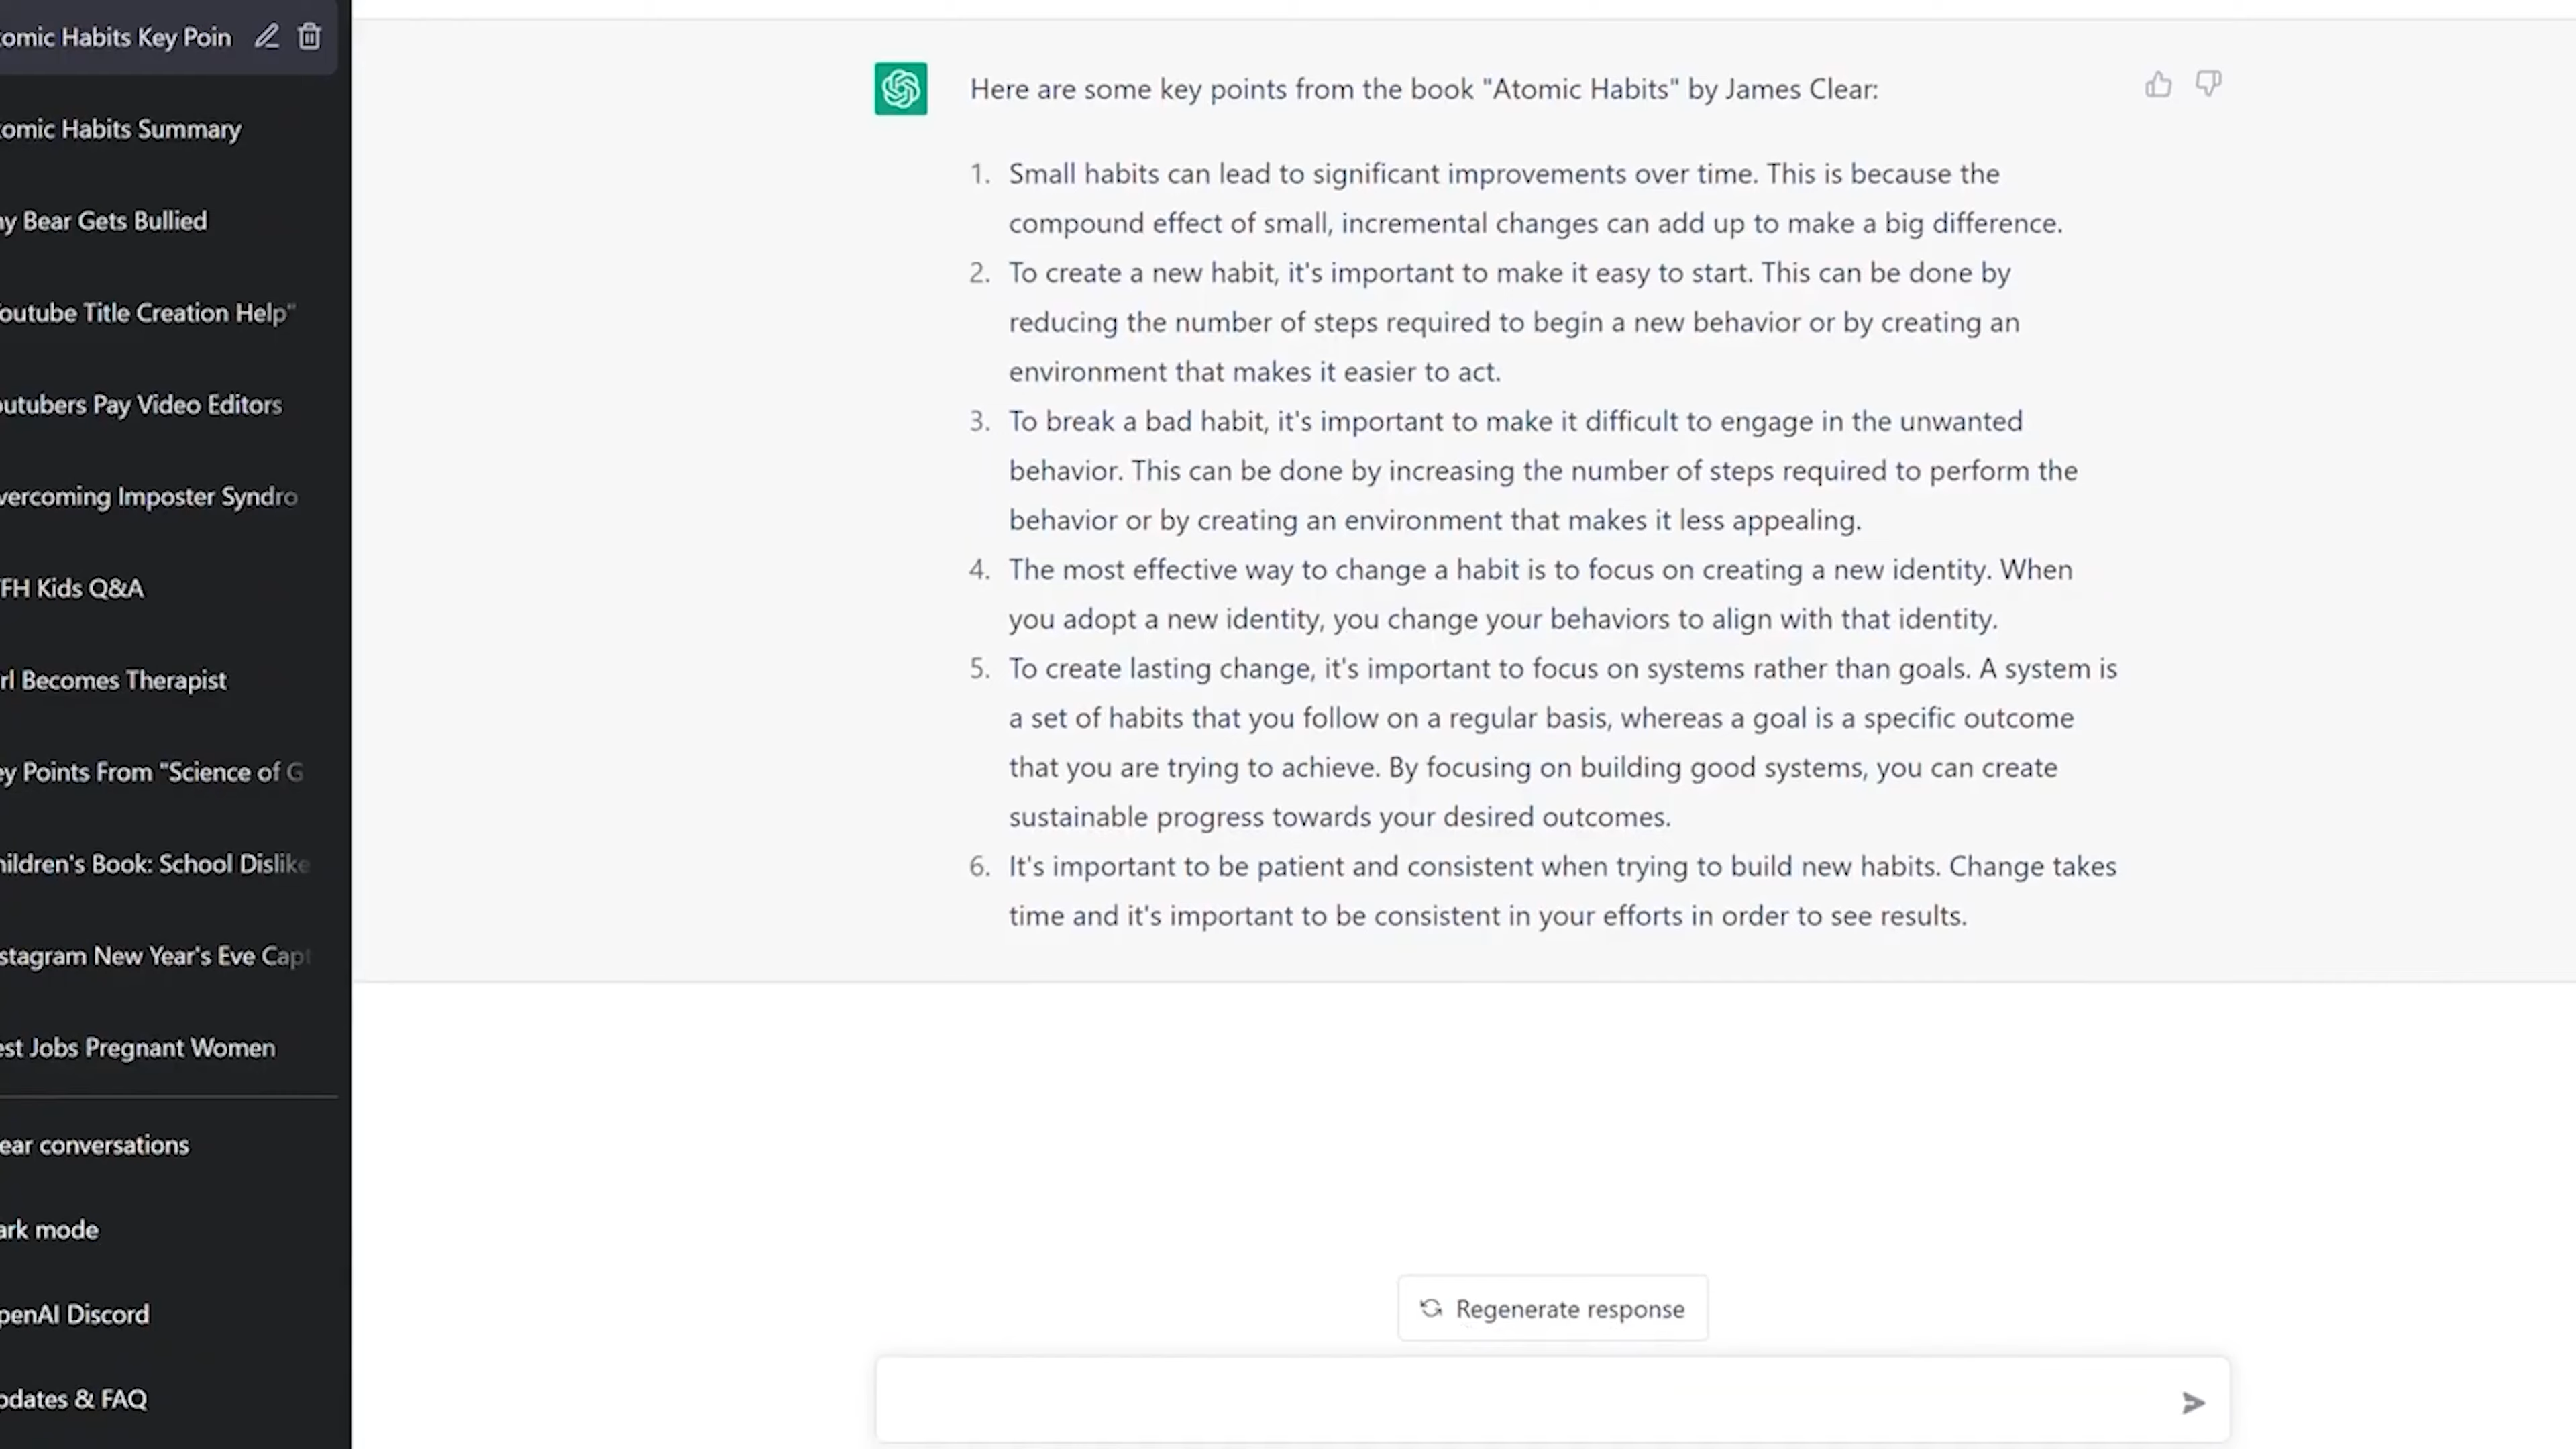 omic Habits Key Poin
omic Habits Summary
y Bear Gets Bullied
outube Title Creation Help"
outubers Pay Video Editors
vercoming Imposter Syndro
FH Kids Q&A
rl Becomes Therapist
ey Points From "Science of G
hildren's Book: School Dislike
stagram New Year's Eve Capt
est Jobs Pregnant Women
ear conversations
ark mode
penAI Discord
pdates & FAQ
Here are some key points from the book "Atomic Habits" by James Clear:
1. Small habits can lead to significant improvements over time. This is because the
compound effect of small, incremental changes can add up to make a big difference.
2. To create a new habit, it's important to make it easy to start. This can be done by
reducing the number of steps required to begin a new behavior or by creating an
environment that makes it easier to act.
3. To break a bad habit, it's important to make it difficult to engage in the unwanted
behavior. This can be done by increasing the number of steps required to perform the
behavior or by creating an environment that makes it less appealing.
4. The most effective way to change a habit is to focus on creating a new identity. When
you adopt a new identity, you change your behaviors to align with that identity.
5. To create lasting change, it's important to focus on systems rather than goals. A system is
a set of habits that you follow on a regular basis, whereas a goal is a specific outcome
that you are trying to achieve. By focusing on building good systems, you can create
sustainable progress towards your desired outcomes.
6. It's important to be patient and consistent when trying to build new habits. Change takes
time and it's important to be consistent in your efforts in order to see results.
Regenerate response